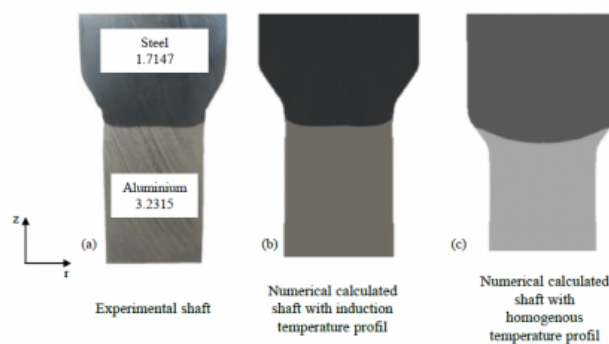 Steel
1.7147
Aluminium
3.2315
z
r
(a)
(b)
(c)
Experimental shaft
Numerical calculated
shaft with induction
temperature profil
Numerical calculated
shaft with
homogenous
temperature profil